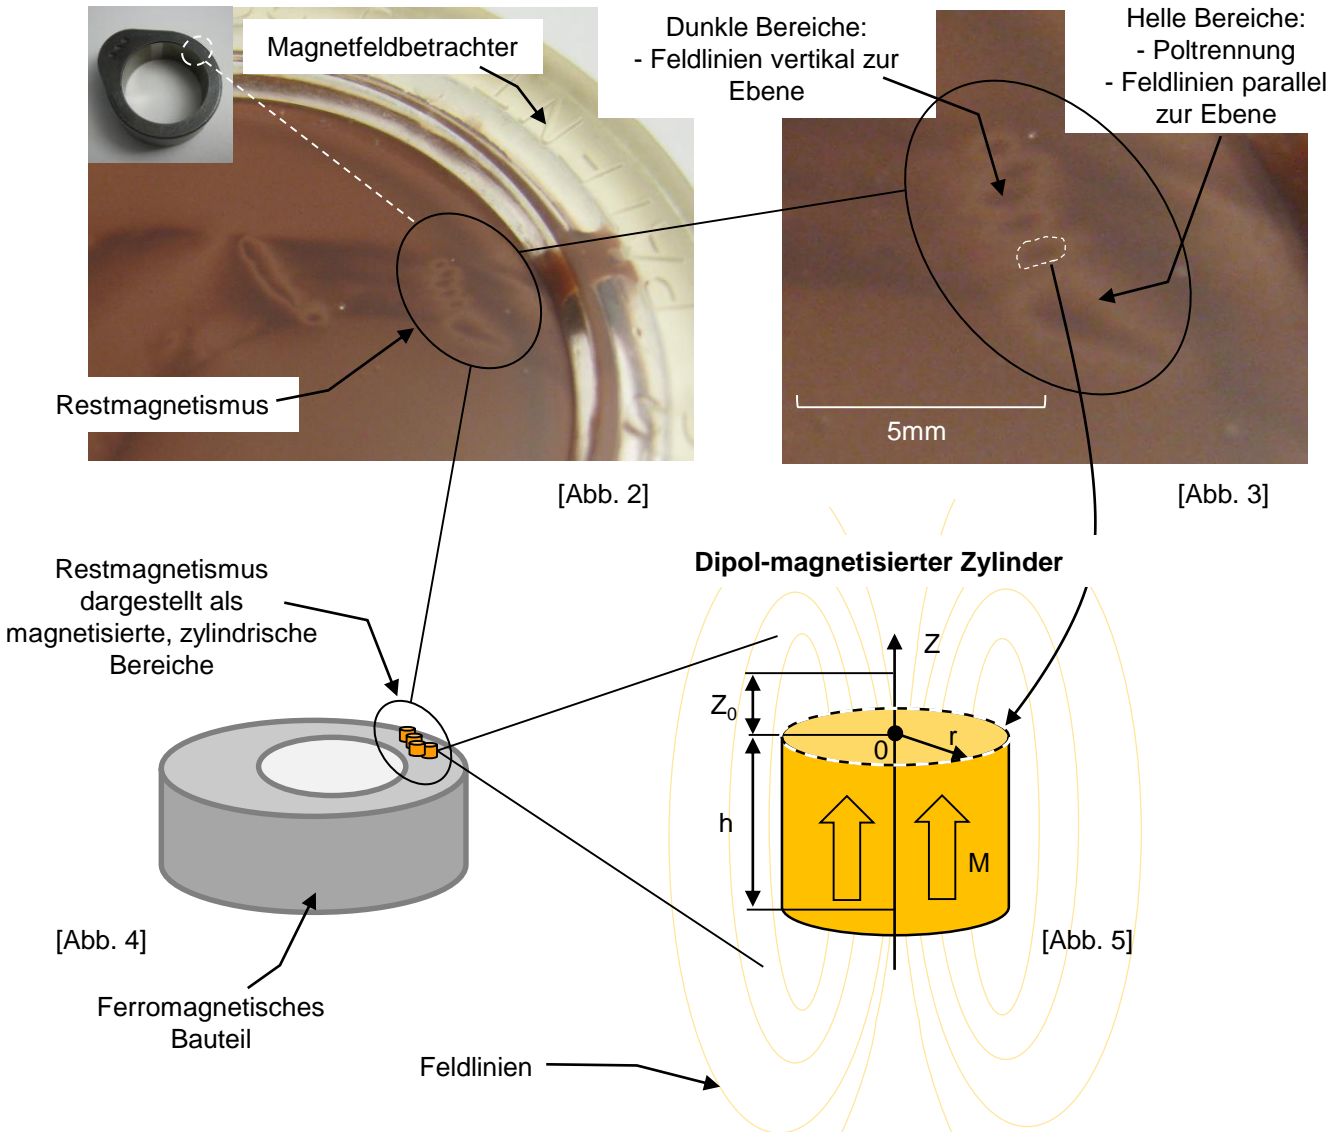 Magnetfeldbetrachter
Dunkle Bereiche:
- Feldlinien vertikal zur
Ebene
Helle Bereiche:
- Poltrennung
- Feldlinien parallel
zur Ebene
Restmagnetismus
5mm
[Abb. 2]
[Abb. 3]
Restmagnetismus
dargestellt als
magnetisierte, zylindrische
Bereiche
Dipol-magnetisierter Zylinder
Z
Z0
0
r
h
M
[Abb. 4]
[Abb. 5]
Ferromagnetisches
Bauteil
Feldlinien